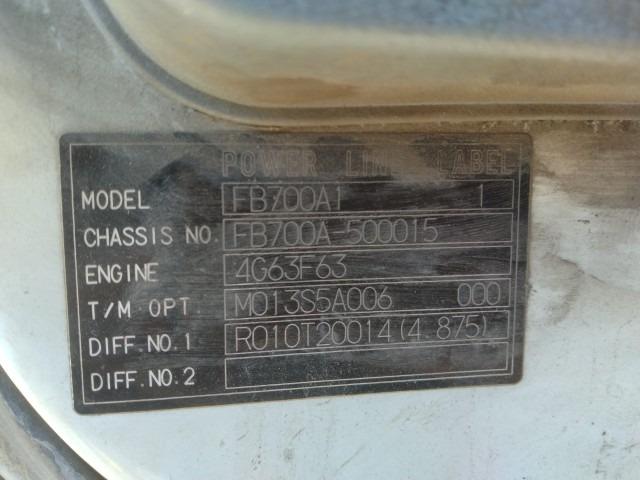 POWER LINE LABEL
MODEL FB700A1 1
CHASSIS NO. FB700A-500015
ENGINE 4G63F63
T/M OPT. M013S5A006 000
DIFF.NO.1 R010T20014(4.875)
DIFF.NO.2